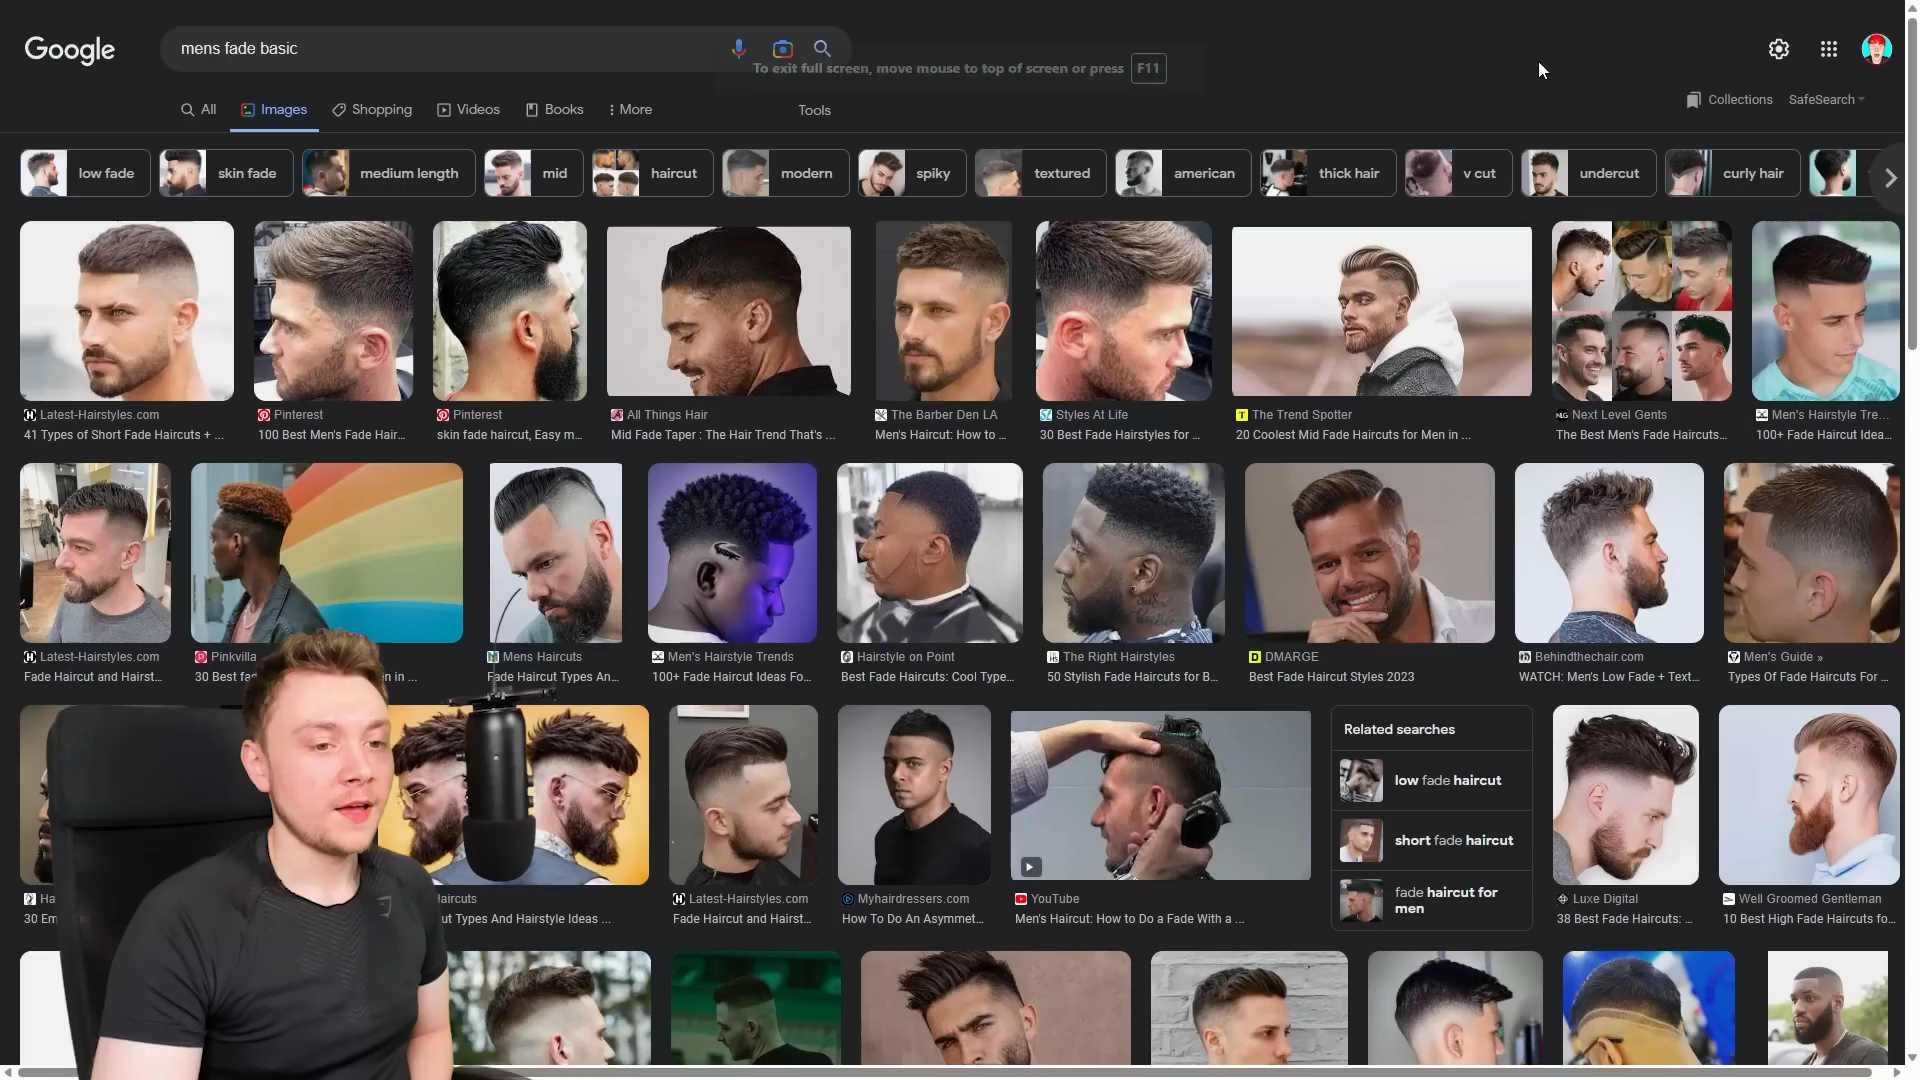 Google
mens fade basic
To exit full screen, move mouse to top of screen or press F11
All
Images
Shopping
Videos
Books
More
Tools
Collections
SafeSearch
low fade
skin fade
medium length
mid
haircut
modern
spiky
textured
american
thick hair
v cut
undercut
curly hair
Latest-Hairstyles.com
41 Types of Short Fade Haircuts + ...
Pinterest
100 Best Men's Fade Hair...
Pinterest
skin fade haircut, Easy m...
All Things Hair
Mid Fade Taper : The Hair Trend That's ...
The Barber Den LA
Men's Haircut: How to ...
Styles At Life
30 Best Fade Hairstyles for ...
The Trend Spotter
20 Coolest Mid Fade Haircuts for Men in ...
Next Level Gents
The Best Men's Fade Haircuts...
Men's Hairstyle Tre...
100+ Fade Haircut Idea...
Latest-Hairstyles.com
Fade Haircut and Hairst...
Pinkvilla
30 Best fa
en in ...
Mens Haircuts
Fade Haircut Types An...
Men's Hairstyle Trends
100+ Fade Haircut Ideas Fo...
Hairstyle on Point
Best Fade Haircuts: Cool Type...
The Right Hairstyles
50 Stylish Fade Haircuts for B...
DMARGE
Best Fade Haircut Styles 2023
Behindthechair.com
WATCH: Men's Low Fade + Text...
Men's Guide »
Types Of Fade Haircuts For ...
Ha
30 Em
Haircuts
ut Types And Hairstyle Ideas ...
Latest-Hairstyles.com
Fade Haircut and Hairst...
Myhairdressers.com
How To Do An Asymmet...
YouTube
Men's Haircut: How to Do a Fade With a ...
Related searches
low fade haircut
short fade haircut
fade haircut for
men
Luxe Digital
38 Best Fade Haircuts: ...
Well Groomed Gentleman
10 Best High Fade Haircuts fo...